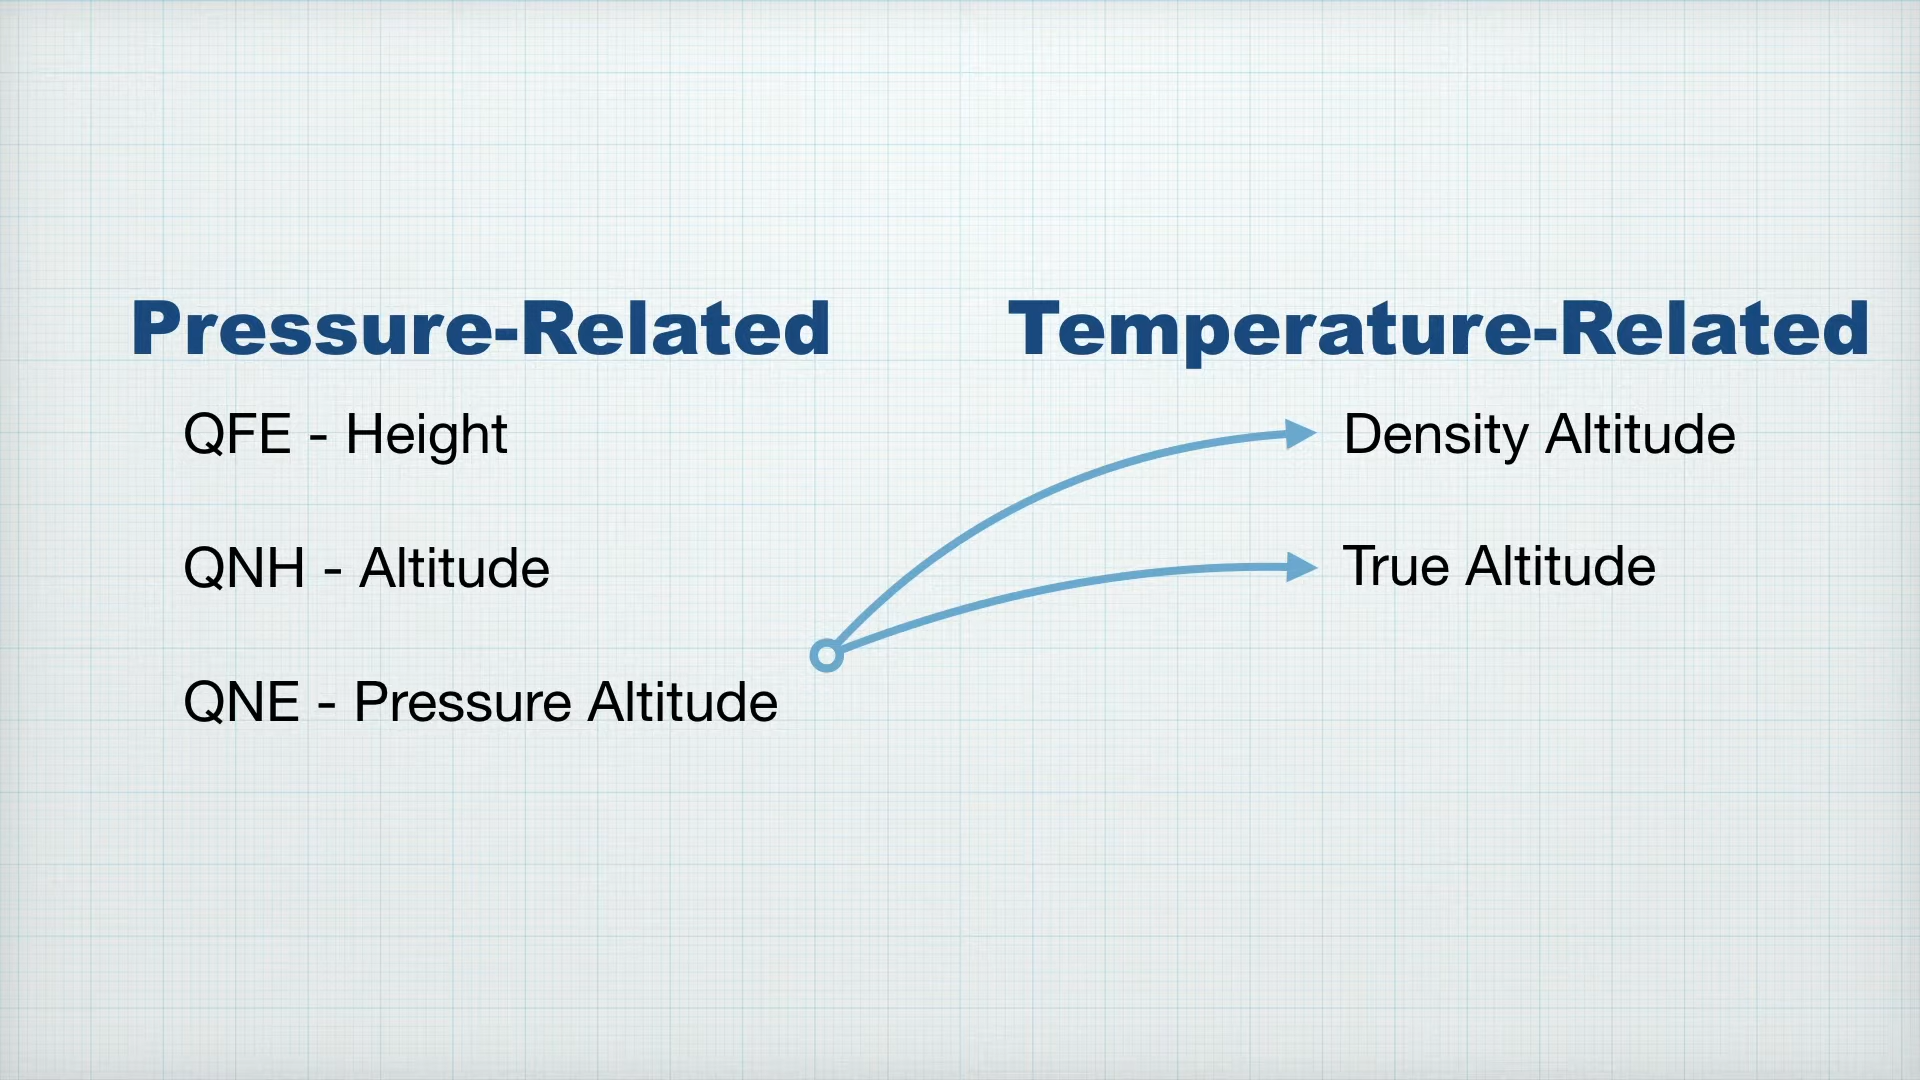 Pressure-Related
QFE - Height
QNH - Altitude
QNE - Pressure Altitude
Temperature-Related
Density Altitude
True Altitude